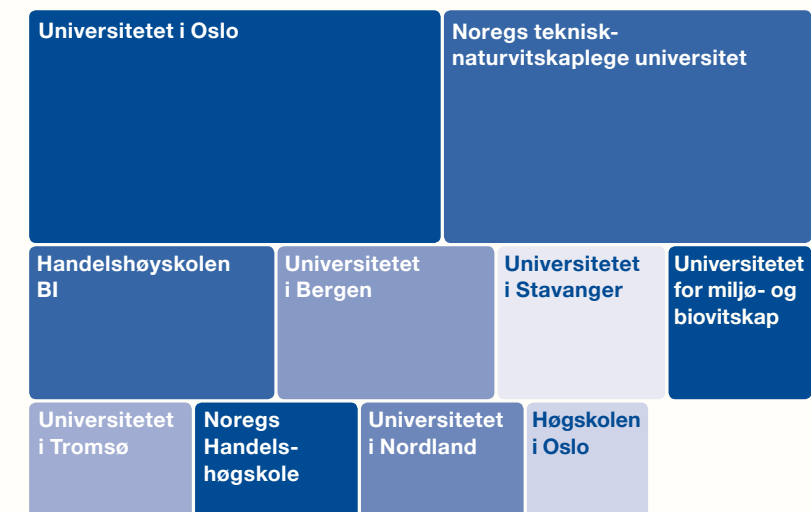 Universitetet i Oslo
Noregs teknisk-
naturvitskaplege universitet
Handelshøyskolen
BI
Universitetet
i Bergen
Universitetet
i Stavanger
Universitetet
for miljø- og
biovitskap
Universitetet
i Tromsø
Noregs
Handels-
høgskole
Universitetet
i Nordland
Høgskolen
i Oslo